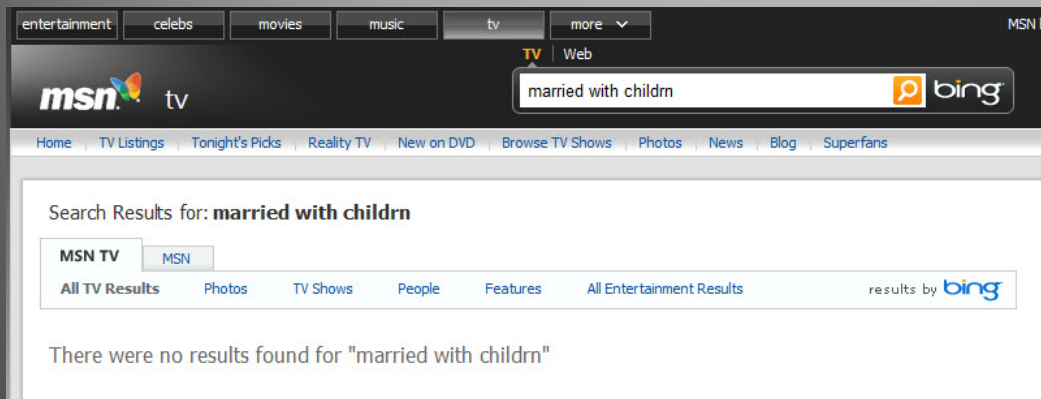 entertainment celebs movies music tv more MSN
TV Web
msn tv married with childrn bing
Home TV Listings Tonight's Picks Reality TV New on DVD Browse TV Shows Photos News Blog Superfans
Search Results for: married with childrn
MSN TV MSN
All TV Results Photos TV Shows People Features All Entertainment Results results by bing
There were no results found for "married with childrn"